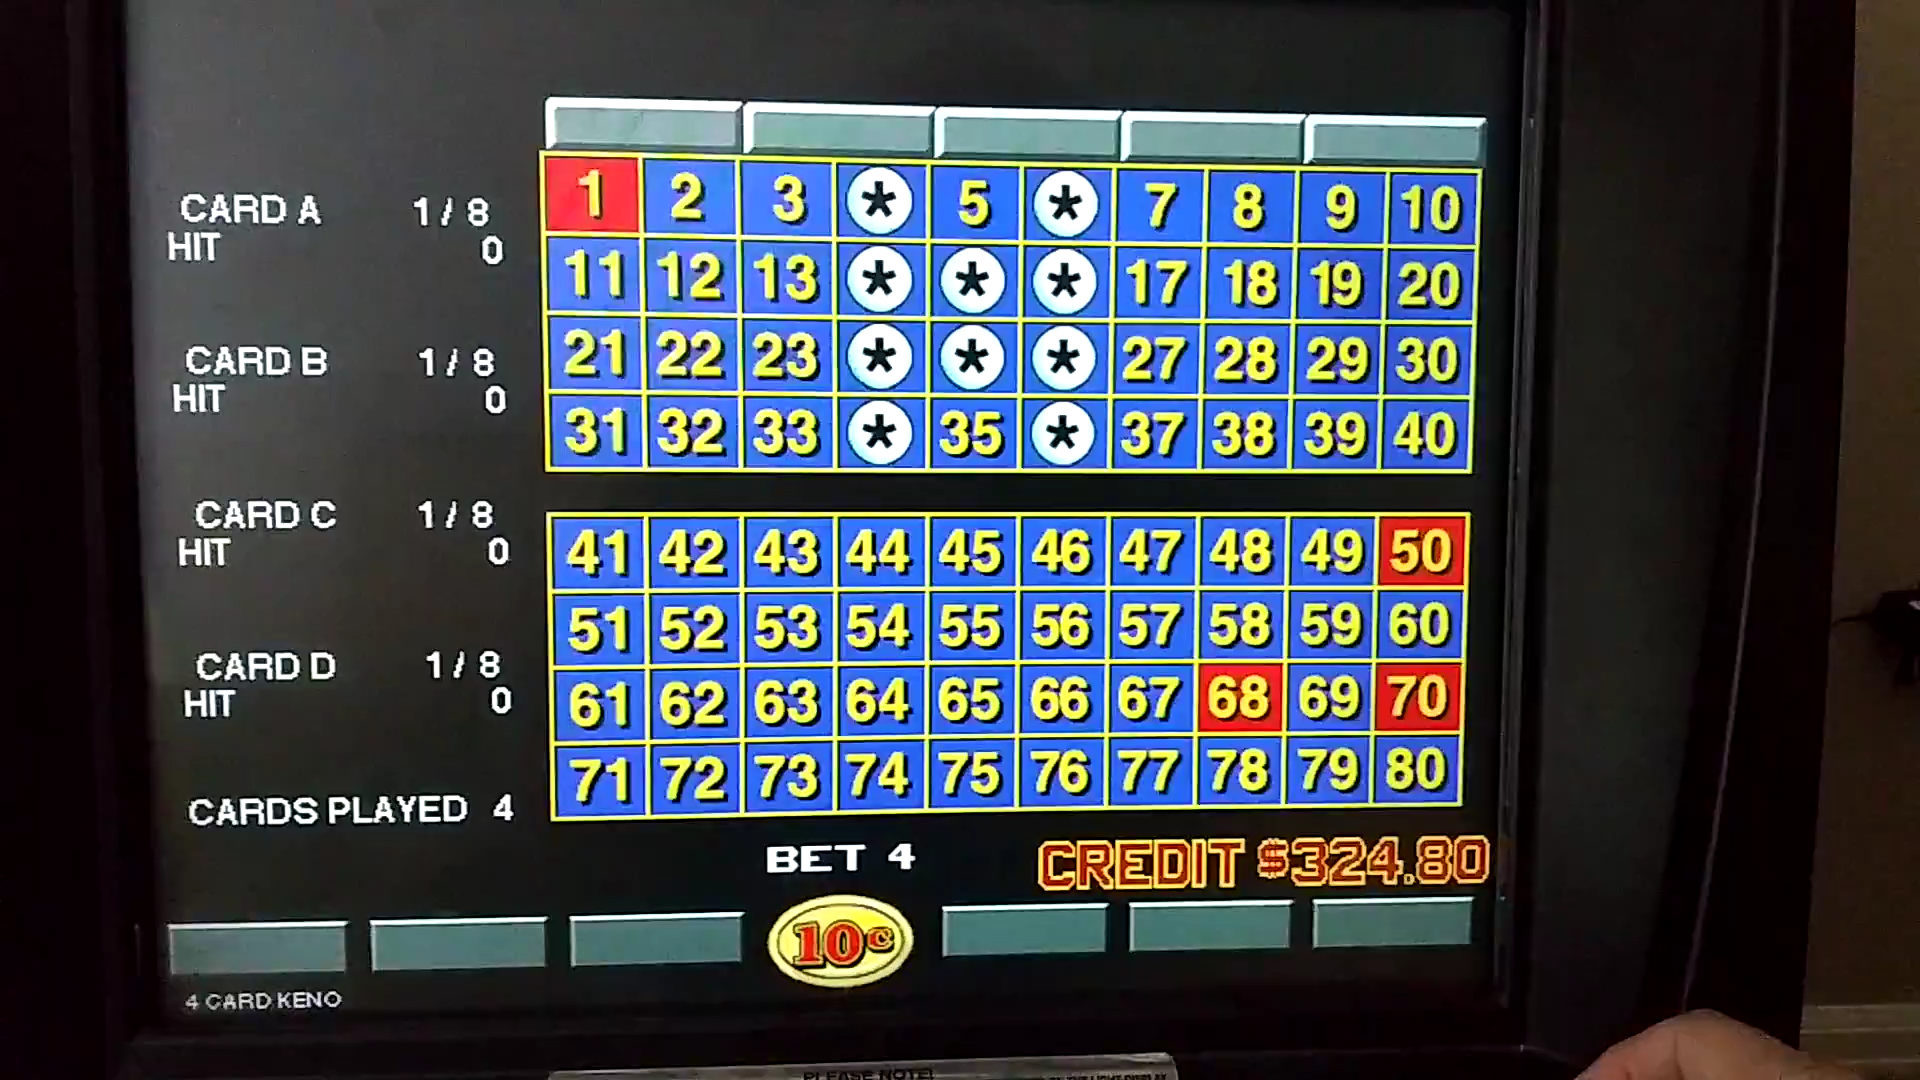 CARD A 1 / 8
HIT 0
CARD B 1 / 8
HIT 0
CARD C 1 / 8
HIT 0
CARD D 1 / 8
HIT 0
CARDS PLAYED 4
1 2 3 * 5 * 7 8 9 10
11 12 13 * * * 17 18 19 20
21 22 23 * * * 27 28 29 30
31 32 33 * 35 * 37 38 39 40
41 42 43 44 45 46 47 48 49 50
51 52 53 54 55 56 57 58 59 60
61 62 63 64 65 66 67 68 69 70
71 72 73 74 75 76 77 78 79 80
BET 4
CREDIT $324.80
10¢
4 CARD KENO
PLEASE NOTE!